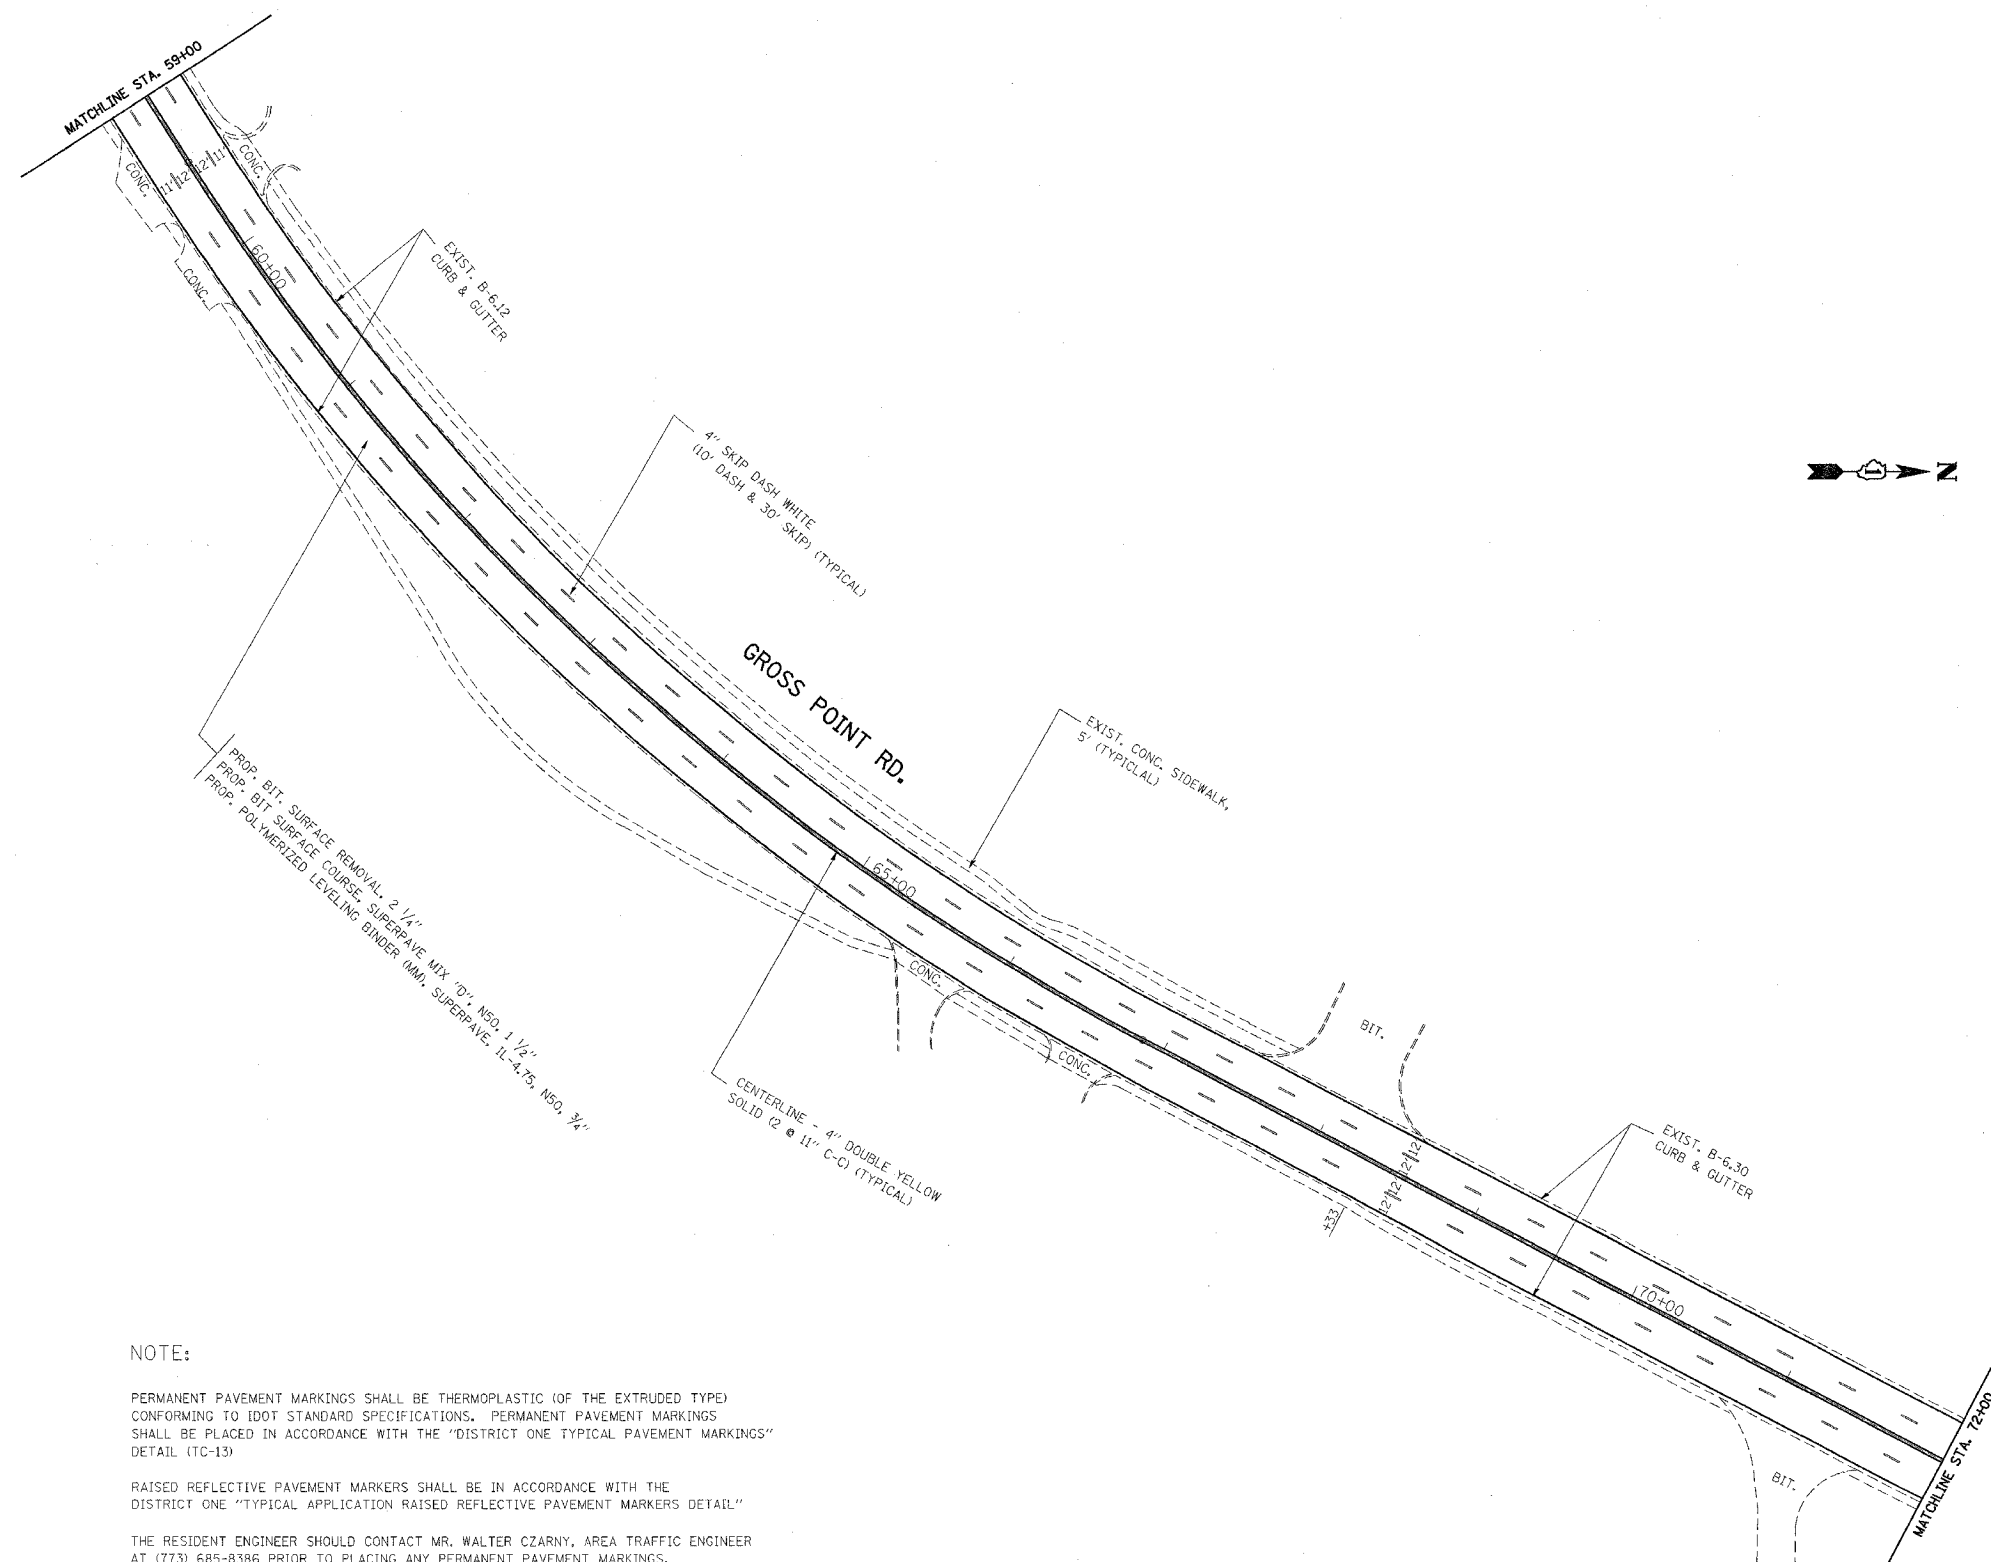 MATCHLINE STA. 59+00
CONC.
11' 12' 12' 11'
CONC.
CONC.
60+00
EXIST. B-6.12
CURB & GUTTER
4" SKIP DASH WHITE
(10' DASH & 30' SKIP) (TYPICAL)
N
GROSS POINT RD.
EXIST. CONC. SIDEWALK,
5' (TYPICLAL)
PROP. BIT. SURFACE REMOVAL, 2 1/4"
PROP. BIT SURFACE COURSE, SUPERPAVE MIX "D", N50, 1 1/2"
PROP. POLYMERIZED LEVELING BINDER (MM), SUPERPAVE, IL-4.75, N50, 3/4"
65+00
CONC.
CONC.
BIT.
CENTERLINE - 4" DOUBLE YELLOW
SOLID (2 @ 11" C-C) (TYPICAL)
12' 12' 12' 12'
+33
EXIST. B-6.30
CURB & GUTTER
70+00
BIT.
MATCHLINE STA. 72+00
NOTE:
PERMANENT PAVEMENT MARKINGS SHALL BE THERMOPLASTIC (OF THE EXTRUDED TYPE)
CONFORMING TO IDOT STANDARD SPECIFICATIONS. PERMANENT PAVEMENT MARKINGS
SHALL BE PLACED IN ACCORDANCE WITH THE "DISTRICT ONE TYPICAL PAVEMENT MARKINGS"
DETAIL (TC-13)
RAISED REFLECTIVE PAVEMENT MARKERS SHALL BE IN ACCORDANCE WITH THE
DISTRICT ONE "TYPICAL APPLICATION RAISED REFLECTIVE PAVEMENT MARKERS DETAIL"
THE RESIDENT ENGINEER SHOULD CONTACT MR. WALTER CZARNY, AREA TRAFFIC ENGINEER
AT (773) 685-8386 PRIOR TO PLACING ANY PERMANENT PAVEMENT MARKINGS.